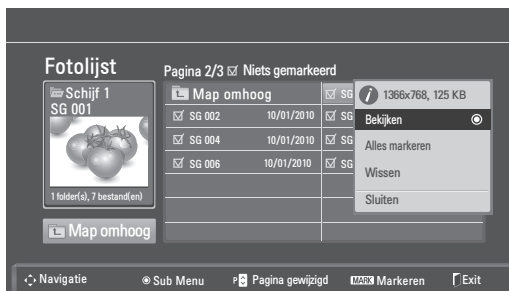 Fotolijst
Pagina 2/3 Niets gemarkeerd
Schijf 1
SG 001
1 folder(s), 7 bestand(en)
Map omhoog
Map omhoog
SG 002 10/01/2010
SG 004 10/01/2010
SG 006 10/01/2010
SG
SG
SG
SG
1366x768, 125 KB
Bekijken
Alles markeren
Wissen
Sluiten
Navigatie Sub Menu P Pagina gewijzigd MARK Markeren Exit